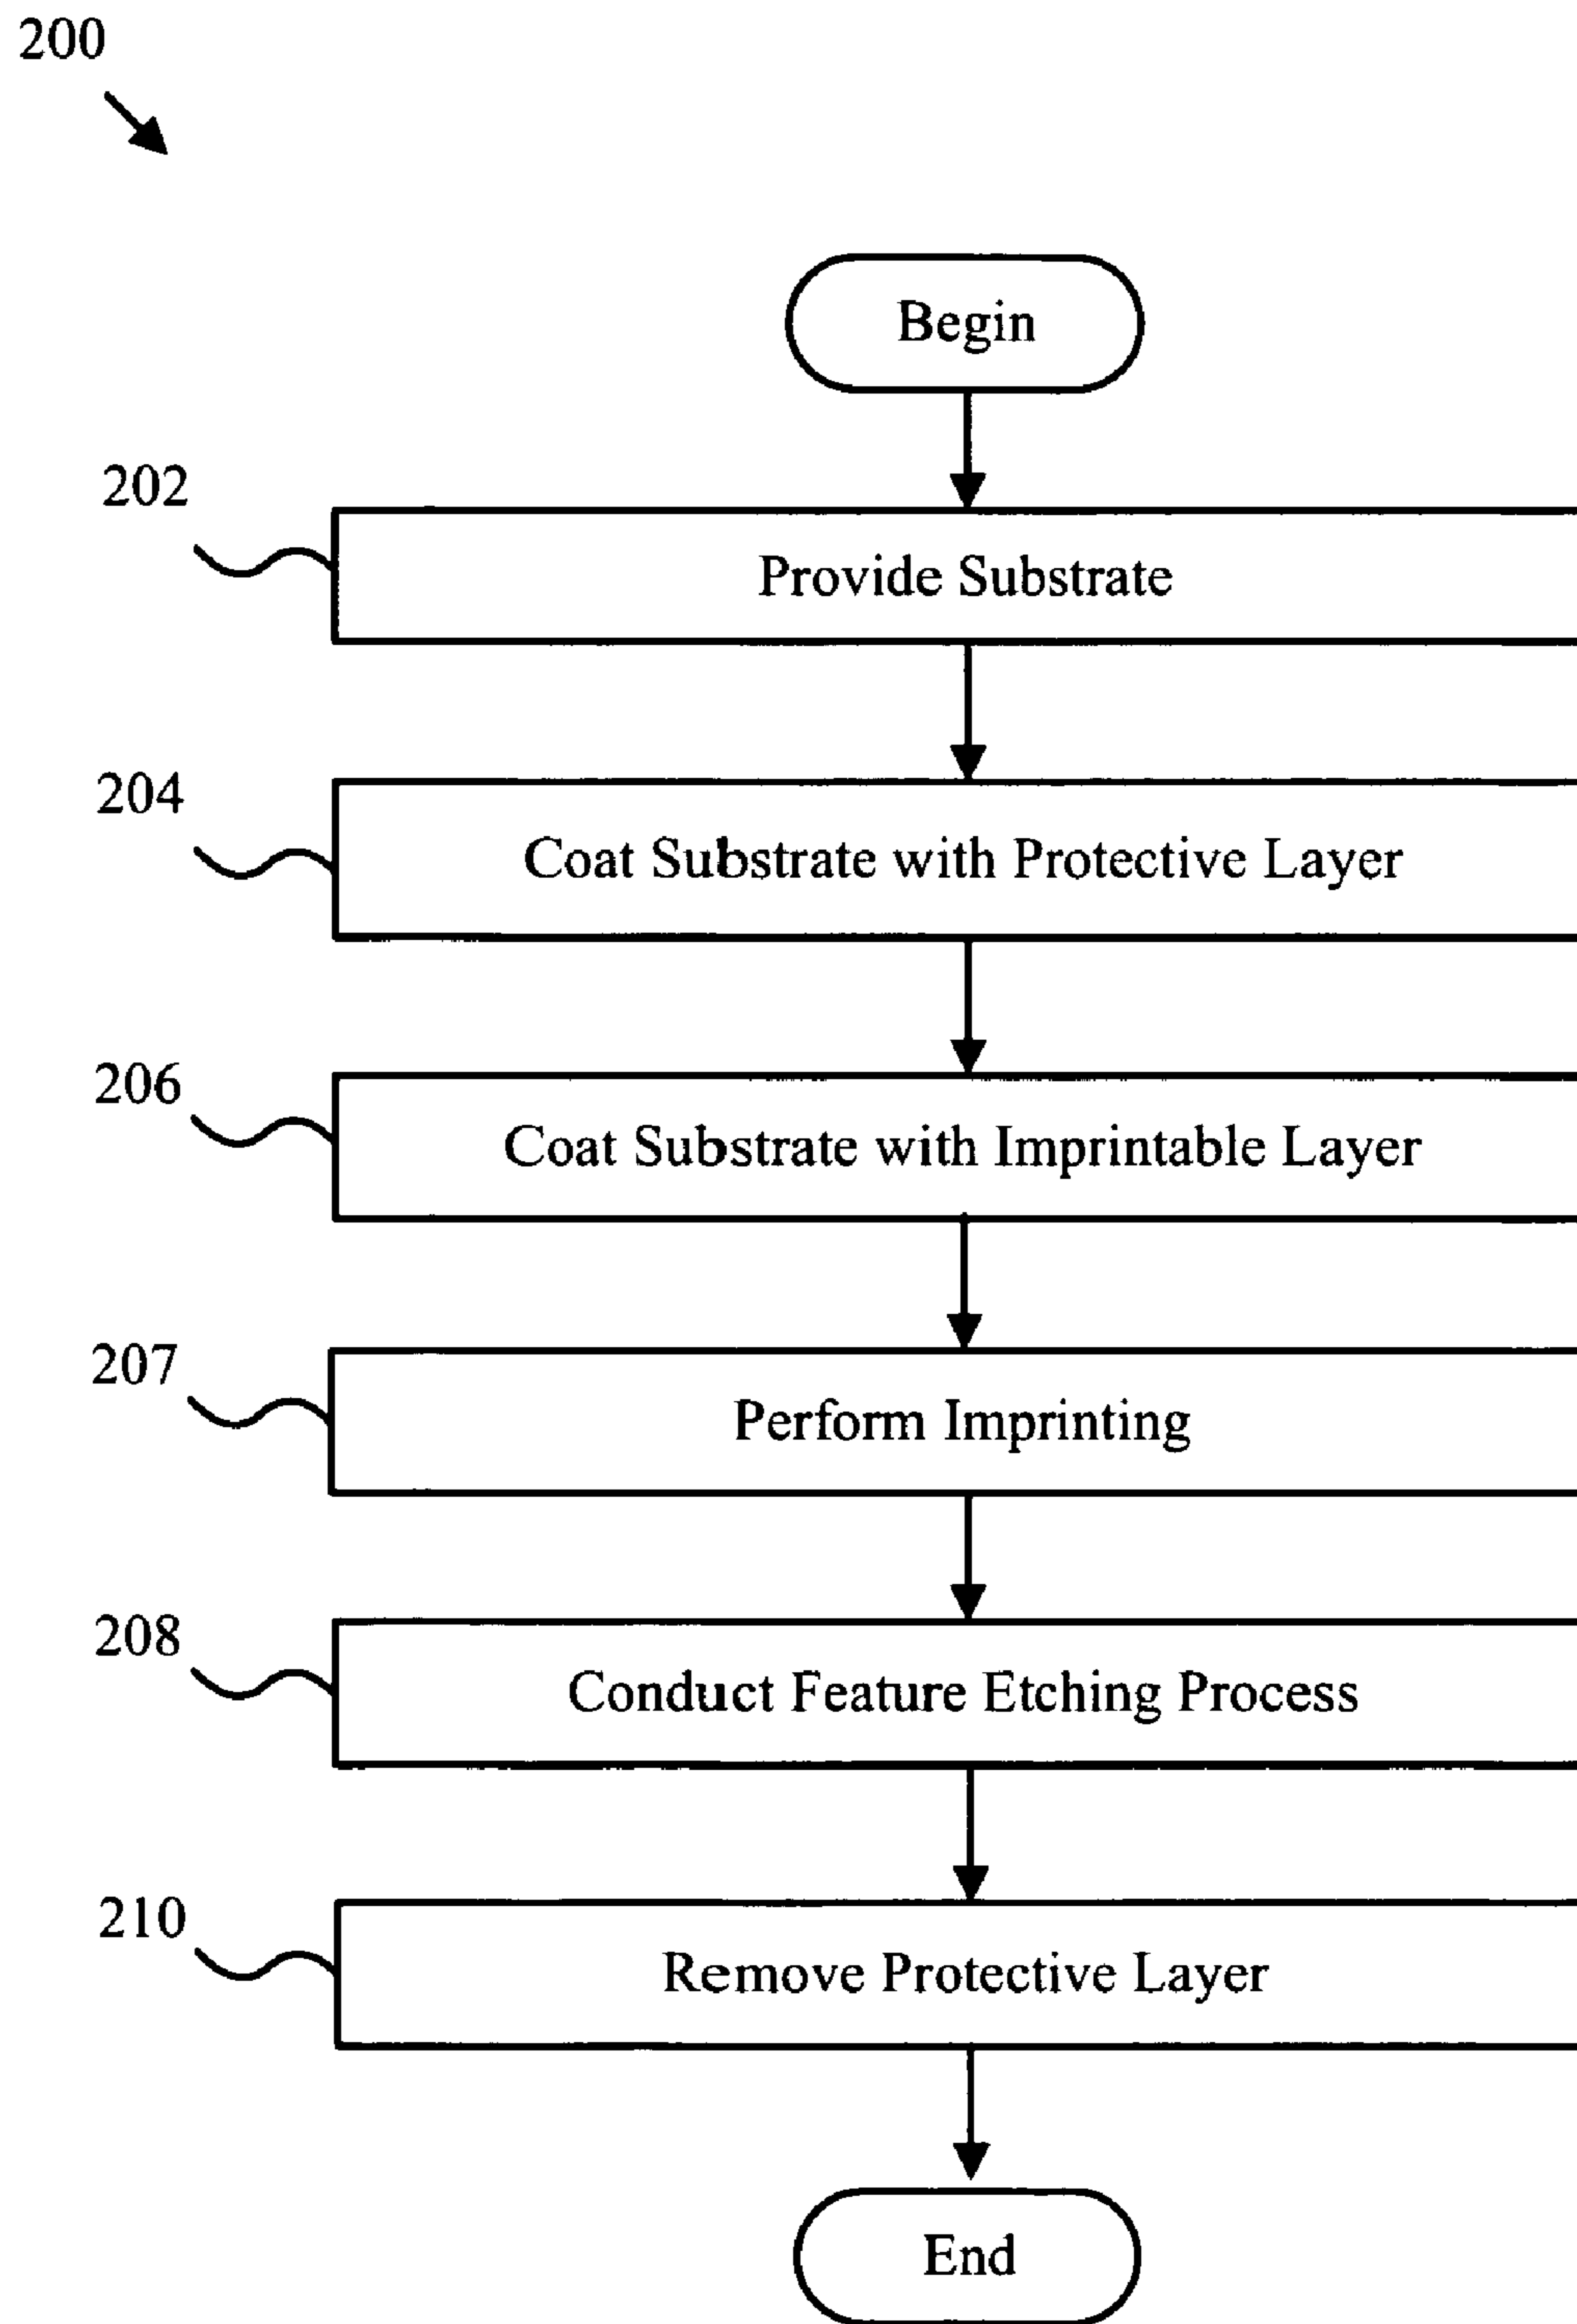 200
Begin
202
Provide Substrate
204
Coat Substrate with Protective Layer
206
Coat Substrate with Imprintable Layer
207
Perform Imprinting
208
Conduct Feature Etching Process
210
Remove Protective Layer
End